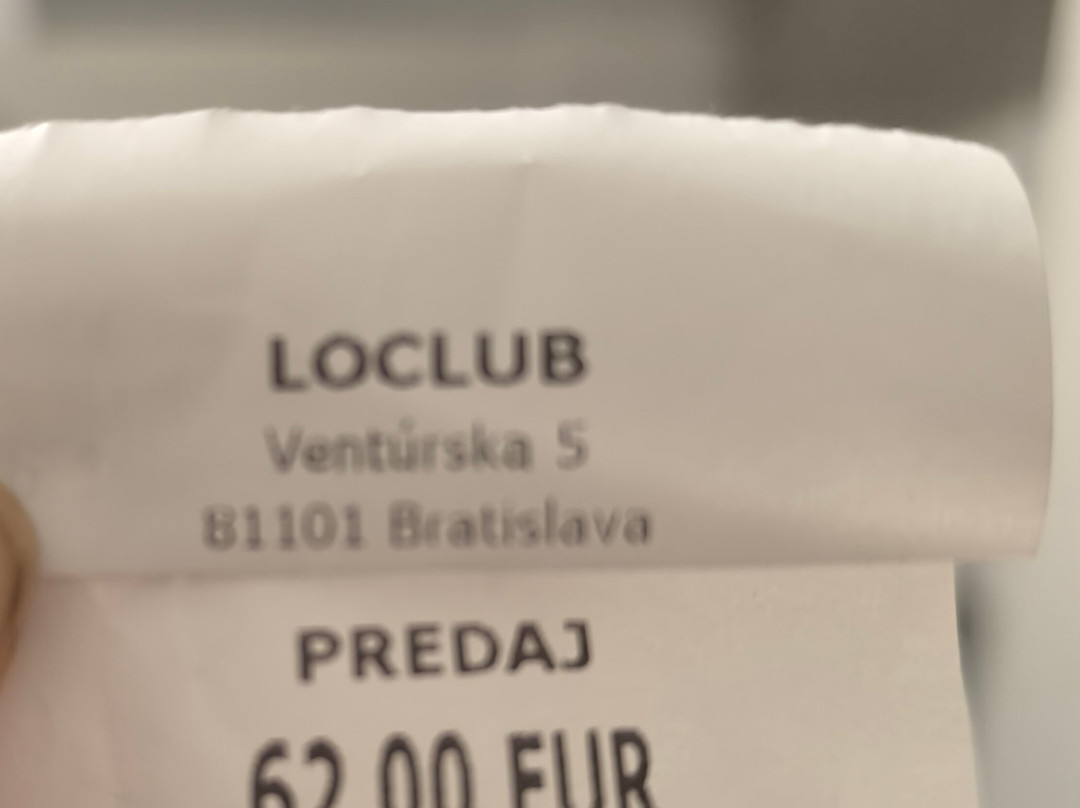 LOCLUB
Ventúrska 5
81101 Bratislava
PREDAJ
62,00 EUR